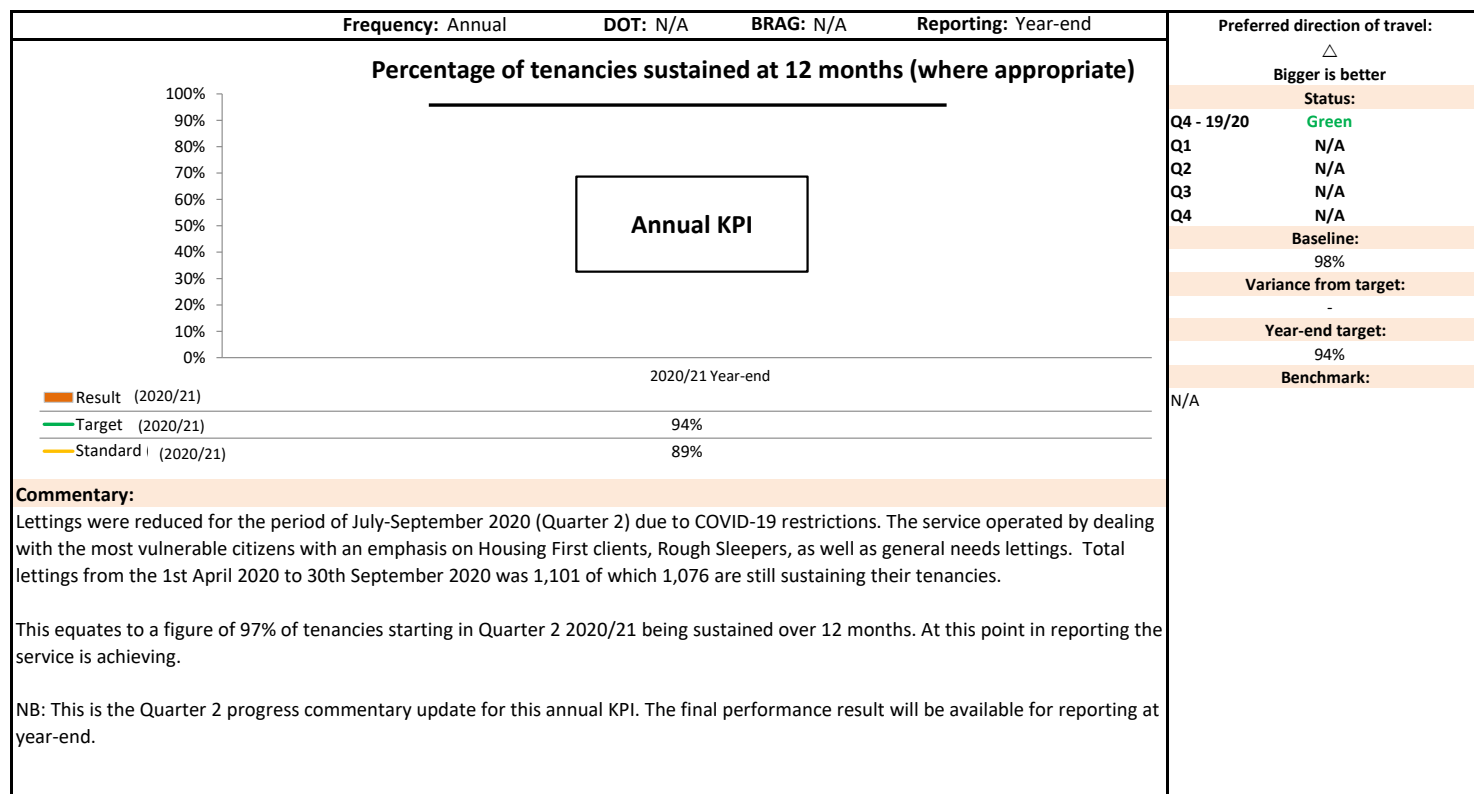 Frequency: Annual DOT: N/A BRAG: N/A Reporting: Year-end
Percentage of tenancies sustained at 12 months (where appropriate)
100%
90%
80%
70%
60%
50%
40%
30%
20%
10%
0%
Annual KPI
2020/21 Year-end
Result (2020/21)
Target (2020/21) 94%
Standard ( (2020/21) 89%
Commentary:
Lettings were reduced for the period of July-September 2020 (Quarter 2) due to COVID-19 restrictions. The service operated by dealing
with the most vulnerable citizens with an emphasis on Housing First clients, Rough Sleepers, as well as general needs lettings. Total
lettings from the 1st April 2020 to 30th September 2020 was 1,101 of which 1,076 are still sustaining their tenancies.
This equates to a figure of 97% of tenancies starting in Quarter 2 2020/21 being sustained over 12 months. At this point in reporting the
service is achieving.
NB: This is the Quarter 2 progress commentary update for this annual KPI. The final performance result will be available for reporting at
year-end.
Preferred direction of travel:
△
Bigger is better
Status:
Q4 - 19/20 Green
Q1 N/A
Q2 N/A
Q3 N/A
Q4 N/A
Baseline:
98%
Variance from target:
-
Year-end target:
94%
Benchmark:
N/A